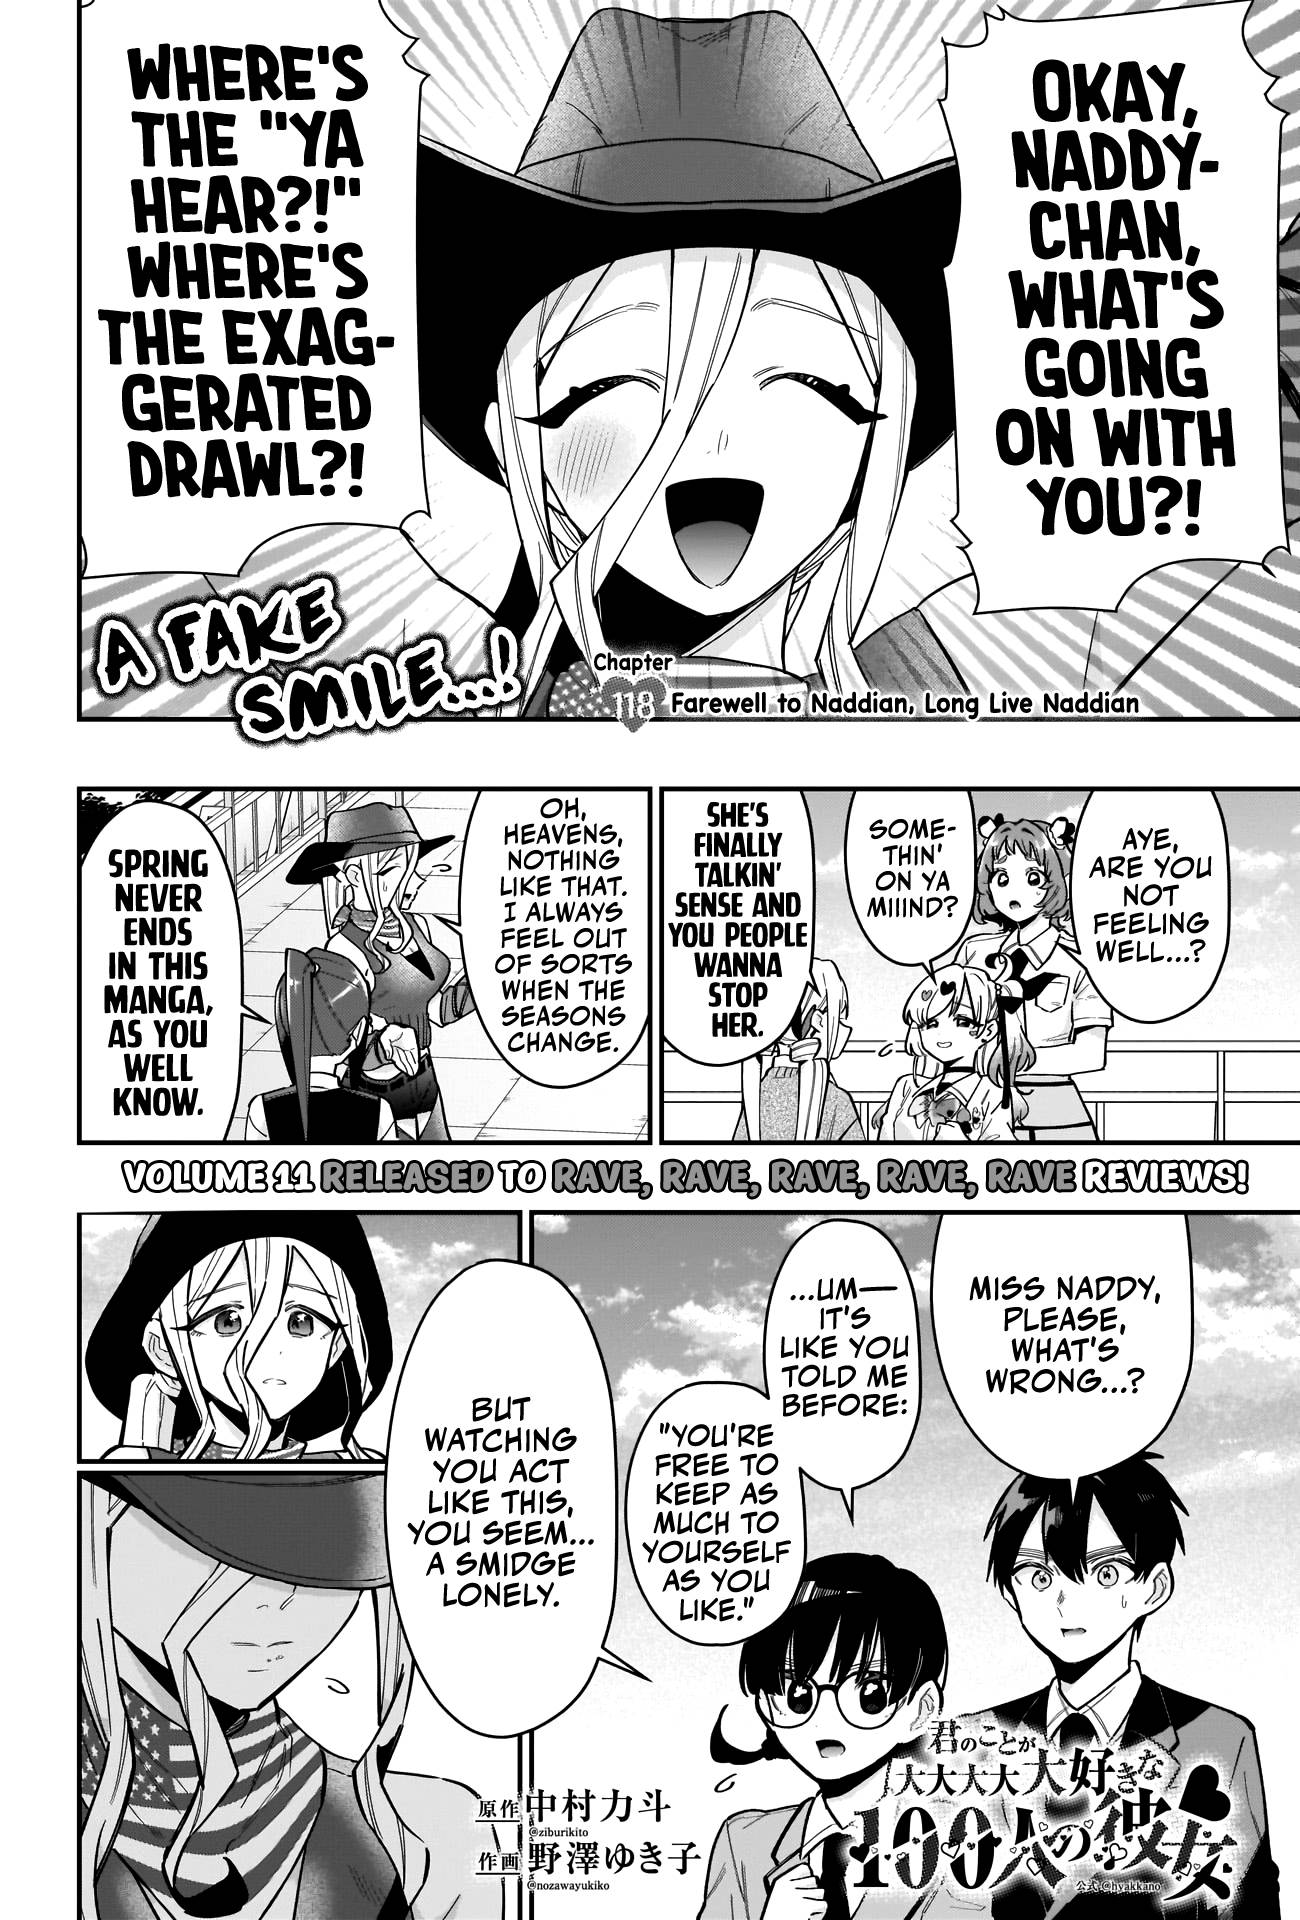 OKAY,
NADDY-
CHAN,
WHAT'S
GOING
ON WITH
YOU?!
WHERE'S
THE "YA
HEAR?!"
WHERE'S
THE EXAG-
GERATED
DRAWL?!
A FAKE
SMILE...!
Chapter
118 Farewell to Naddian, Long Live Naddian
AYE,
ARE YOU
NOT
FEELING
WELL...?
SOME-
THIN'
ON YA
MIIIND?
SHE'S
FINALLY
TALKIN'
SENSE AND
YOU PEOPLE
WANNA
STOP
HER.
OH,
HEAVENS,
NOTHING
LIKE THAT.
I ALWAYS
FEEL OUT
OF SORTS
WHEN THE
SEASONS
CHANGE.
SPRING
NEVER
ENDS
IN THIS
MANGA,
AS YOU
WELL
KNOW.
VOLUME 11 RELEASED TO RAVE, RAVE, RAVE, RAVE, RAVE REVIEWS!
MISS NADDY,
PLEASE,
WHAT'S
WRONG...?
...UM—
IT'S
LIKE YOU
TOLD ME
BEFORE:
"YOU'RE
FREE TO
KEEP AS
MUCH TO
YOURSELF
AS YOU
LIKE."
BUT
WATCHING
YOU ACT
LIKE THIS,
YOU SEEM...
A SMIDGE
LONELY.
君のことが
大大大大大好きな
100人の彼女
公式 @hyakkano
原作 中村力斗
@ziburikito
作画 野澤ゆき子
@nozawayukiko